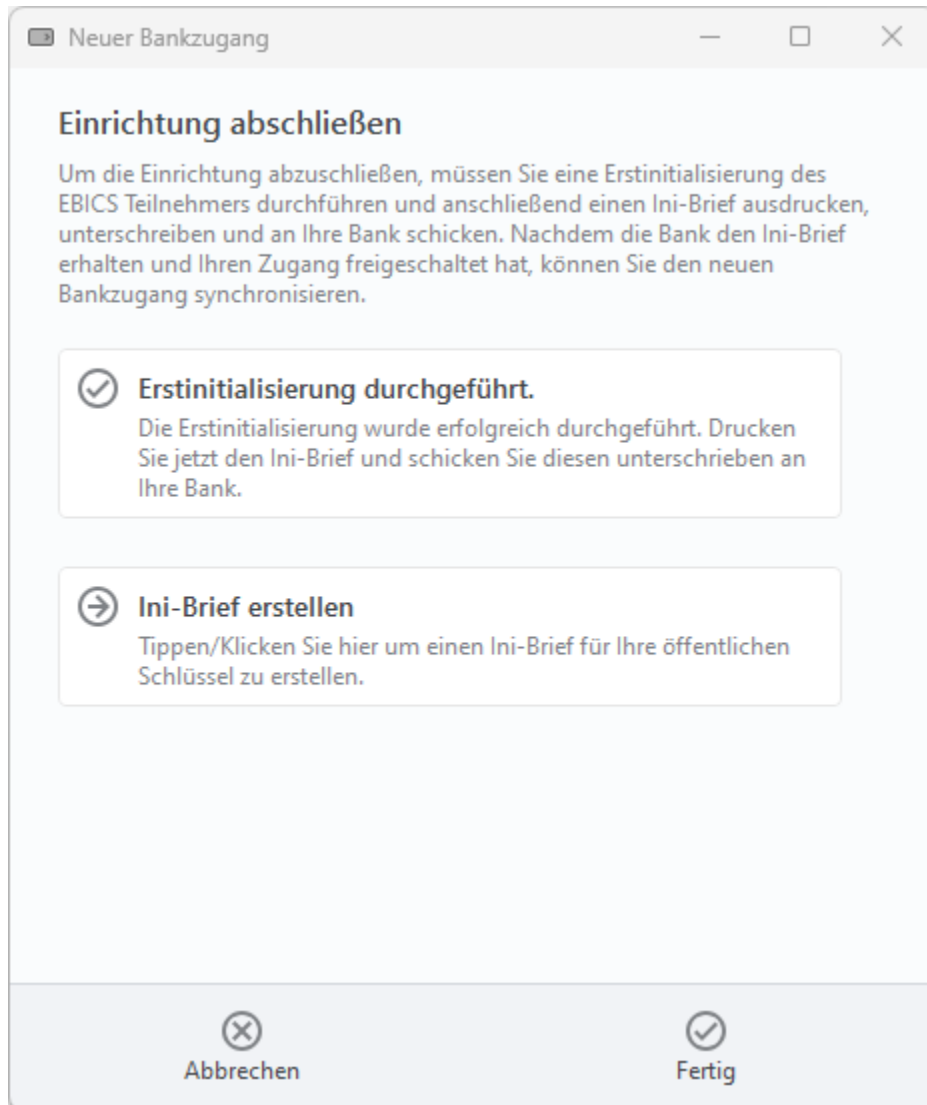 Neuer Bankzugang
Einrichtung abschließen
Um die Einrichtung abzuschließen, müssen Sie eine Erstinitialisierung des
EBICS Teilnehmers durchführen und anschließend einen Ini-Brief ausdrucken,
unterschreiben und an Ihre Bank schicken. Nachdem die Bank den Ini-Brief
erhalten und Ihren Zugang freigeschaltet hat, können Sie den neuen
Bankzugang synchronisieren.
Erstinitialisierung durchgeführt.
Die Erstinitialisierung wurde erfolgreich durchgeführt. Drucken
Sie jetzt den Ini-Brief und schicken Sie diesen unterschrieben an
Ihre Bank.
Ini-Brief erstellen
Tippen/Klicken Sie hier um einen Ini-Brief für Ihre öffentlichen
Schlüssel zu erstellen.
Abbrechen
Fertig